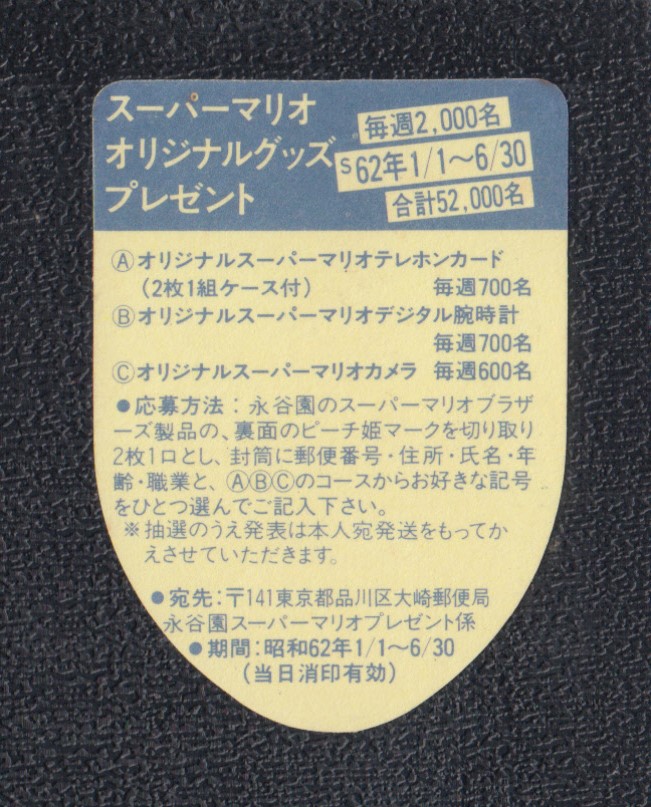 スーパーマリオ
オリジナルグッズ
プレゼント
毎週2,000名
S62年1/1〜6/30
合計52,000名
Ⓐオリジナルスーパーマリオテレホンカード
(2枚1組ケース付) 毎週700名
Ⓑオリジナルスーパーマリオデジタル腕時計
毎週700名
Ⓒオリジナルスーパーマリオカメラ 毎週600名
●応募方法：永谷園のスーパーマリオブラザ
ーズ製品の、裏面のピーチ姫マークを切り取り
2枚1口とし、封筒に郵便番号・住所・氏名・年
齢・職業と、ⒶⒷⒸのコースからお好きな記号
をひとつ選んでご記入下さい。
※抽選のうえ発表は本人宛発送をもってか
えさせていただきます。
●宛先：〒141東京都品川区大崎郵便局
永谷園スーパーマリオプレゼント係
●期間：昭和62年1/1〜6/30
(当日消印有効)